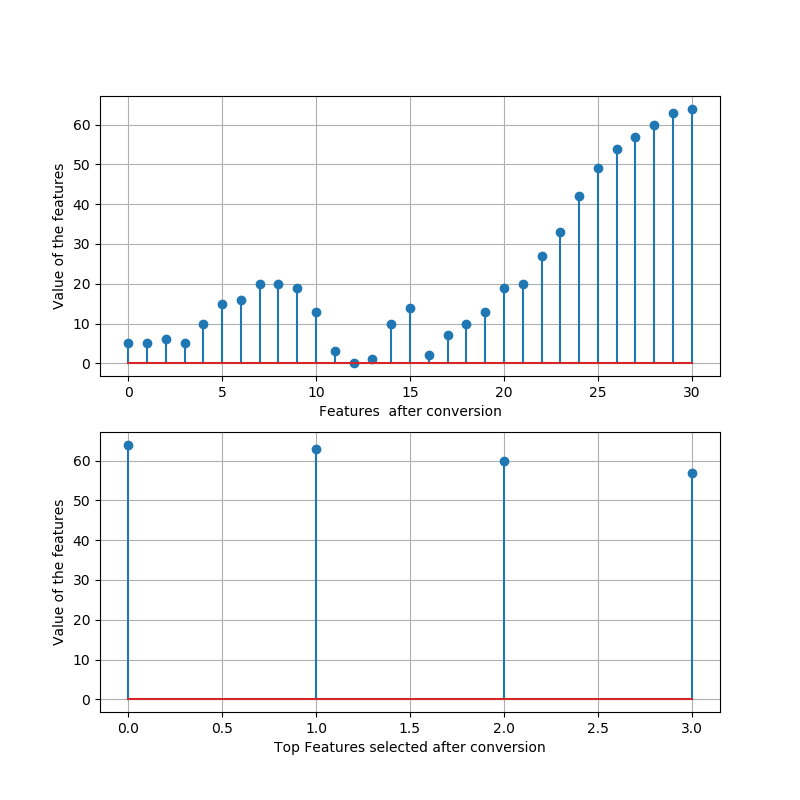 60
50
40
30
20
10
0
Value of the features
0 5 10 15 20 25 30
Features  after conversion
60
50
40
30
20
10
0
Value of the features
0.0 0.5 1.0 1.5 2.0 2.5 3.0
Top Features selected after conversion